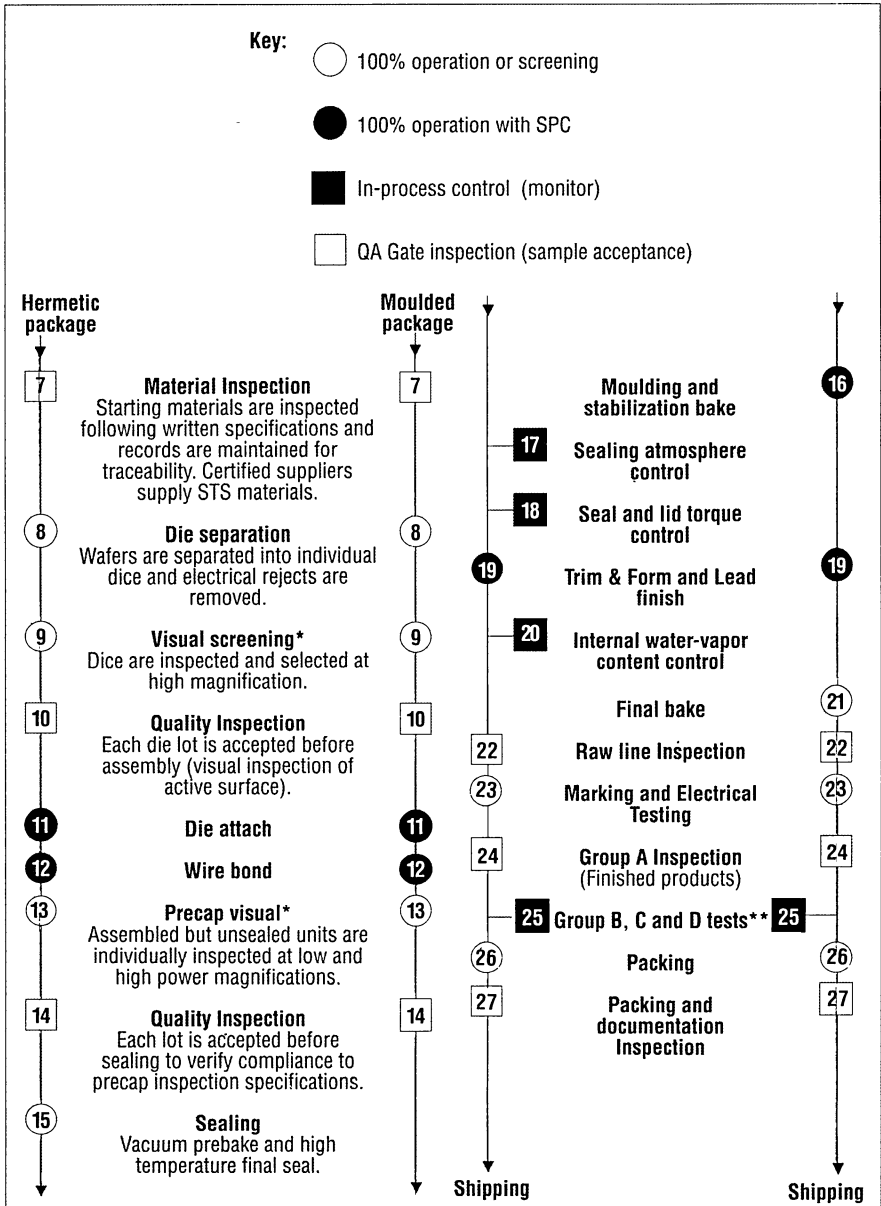 Key:
100% operation or screening
100% operation with SPC
In-process control (monitor)
QA Gate inspection (sample acceptance)
Hermetic
package
Moulded
package
7
Material Inspection
7
Starting materials are inspected
following written specifications and
records are maintained for
traceability. Certified suppliers
supply STS materials.
8
Die separation
8
Wafers are separated into individual
dice and electrical rejects are
removed.
9
Visual screening*
9
Dice are inspected and selected at
high magnification.
10
Quality Inspection
10
Each die lot is accepted before
assembly (visual inspection of
active surface).
11
Die attach
11
12
Wire bond
12
13
Precap visual*
13
Assembled but unsealed units are
individually inspected at low and
high power magnifications.
14
Quality Inspection
14
Each lot is accepted before
sealing to verify compliance to
precap inspection specifications.
15
Sealing
Vacuum prebake and high
temperature final seal.
Moulding and
stabilization bake
16
17
Sealing atmosphere
control
18
Seal and lid torque
control
19
Trim & Form and Lead
finish
19
20
Internal water-vapor
content control
Final bake
21
22
Raw line Inspection
22
23
Marking and Electrical
Testing
23
24
Group A Inspection
(Finished products)
24
25
Group B, C and D tests**
25
26
Packing
26
27
Packing and
documentation
Inspection
27
Shipping
Shipping